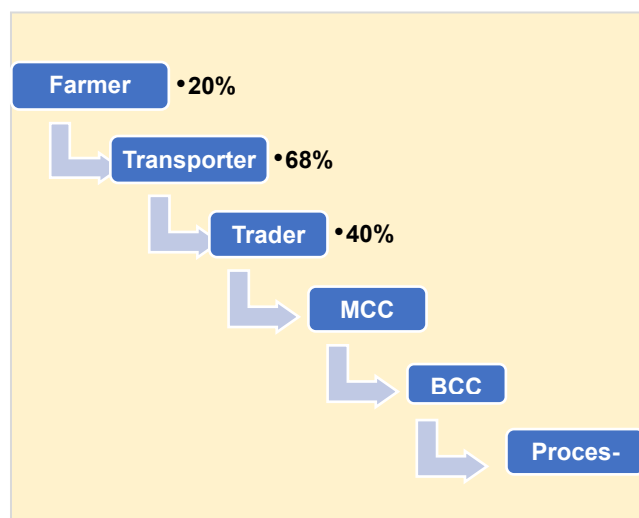 Farmer •20%
Transporter •68%
Trader •40%
MCC
BCC
Proces-